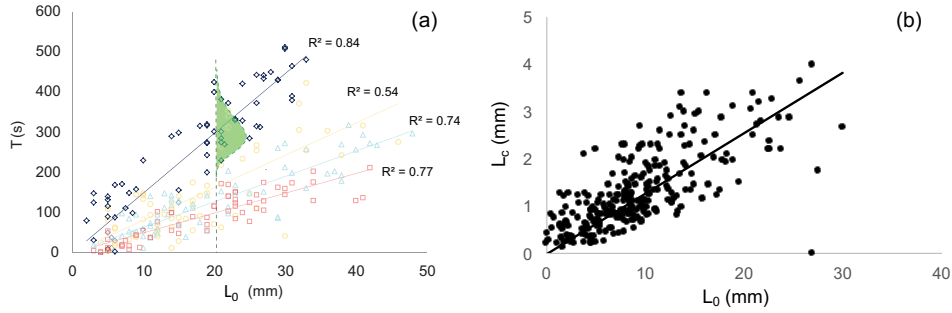 (a)
600
500
400
300
200
100
0
T(s)
R² = 0.84
R² = 0.54
R² = 0.74
R² = 0.77
0 10 20 30 40 50
L₀ (mm)
(b)
5
4
3
2
1
0
L꜀ (mm)
0 10 20 30 40
L₀ (mm)